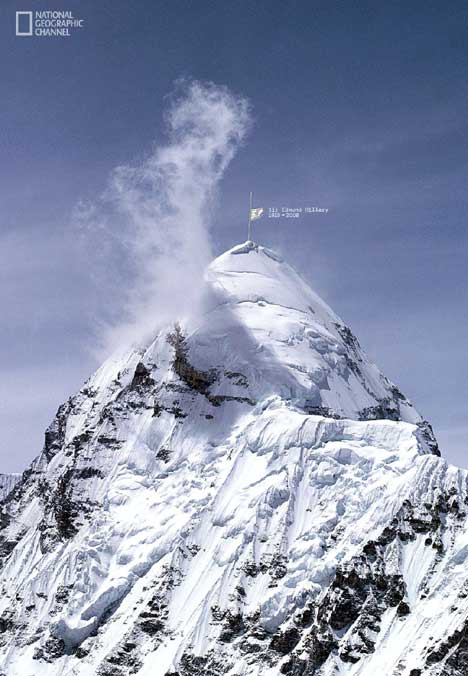 NATIONAL
GEOGRAPHIC
CHANNEL
Sir Edmund Hillary
1919 - 2008